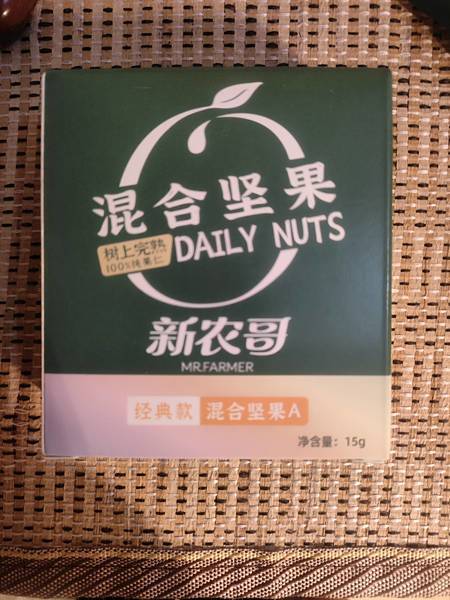 混合坚果
树上完熟
100%纯果仁
DAILY NUTS
新农哥
MR.FARMER
经典款 混合坚果A
净含量：15g